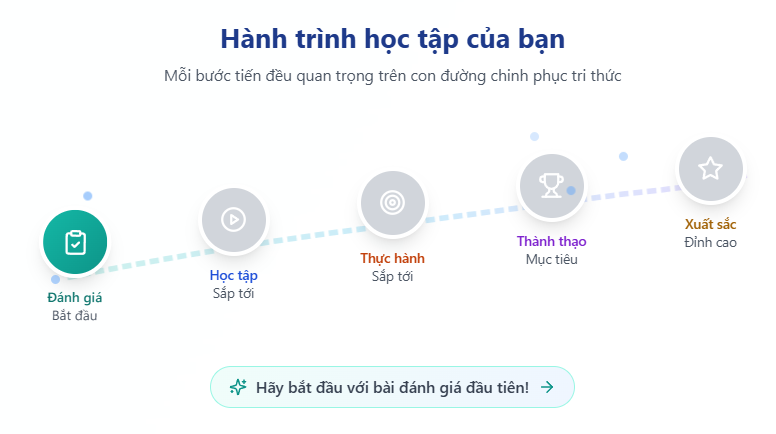 Hành trình học tập của bạn
Mỗi bước tiến đều quan trọng trên con đường chinh phục tri thức
Đánh giá
Bắt đầu
Học tập
Sắp tới
Thực hành
Sắp tới
Thành thạo
Mục tiêu
Xuất sắc
Đỉnh cao
Hãy bắt đầu với bài đánh giá đầu tiên!